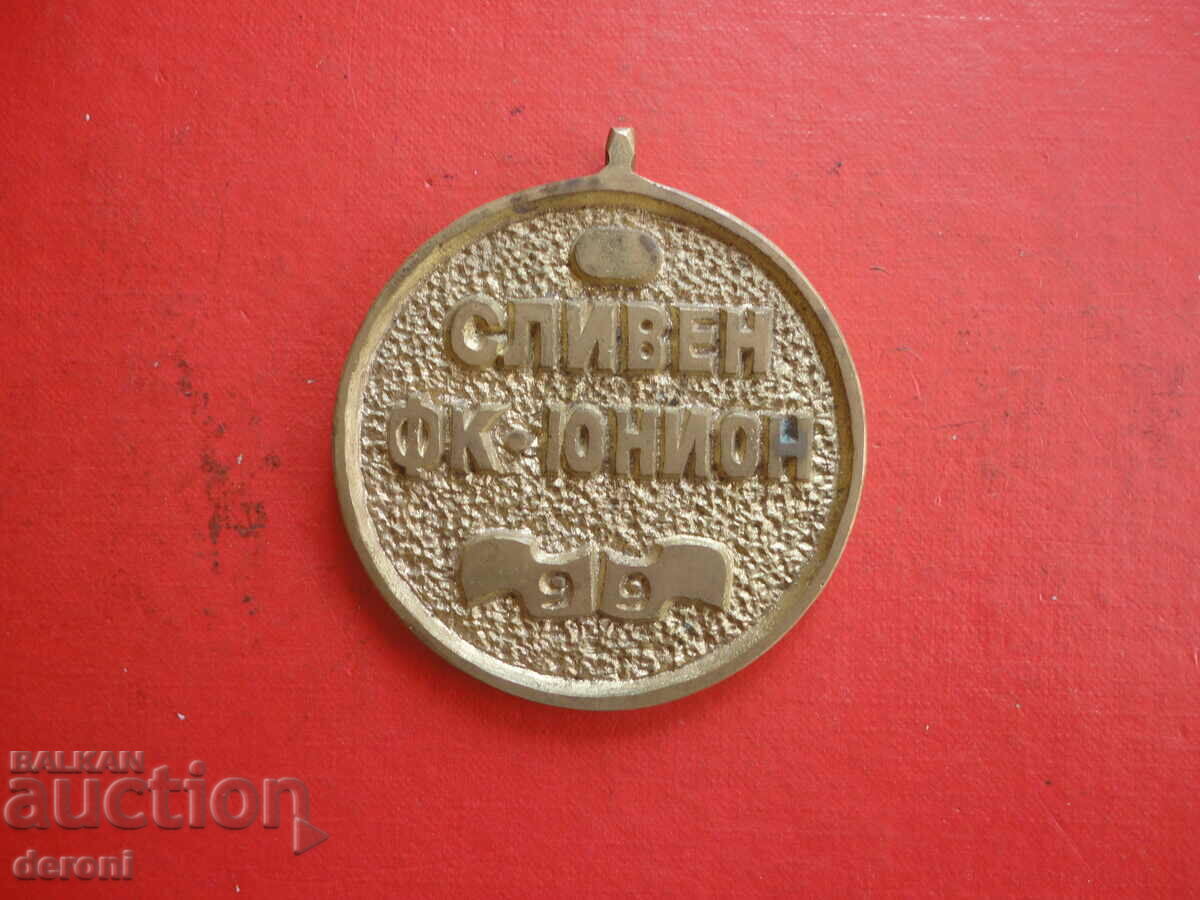 СЛИВЕН
ФК-ЮНИОН
99
BALKAN
auction
deroni